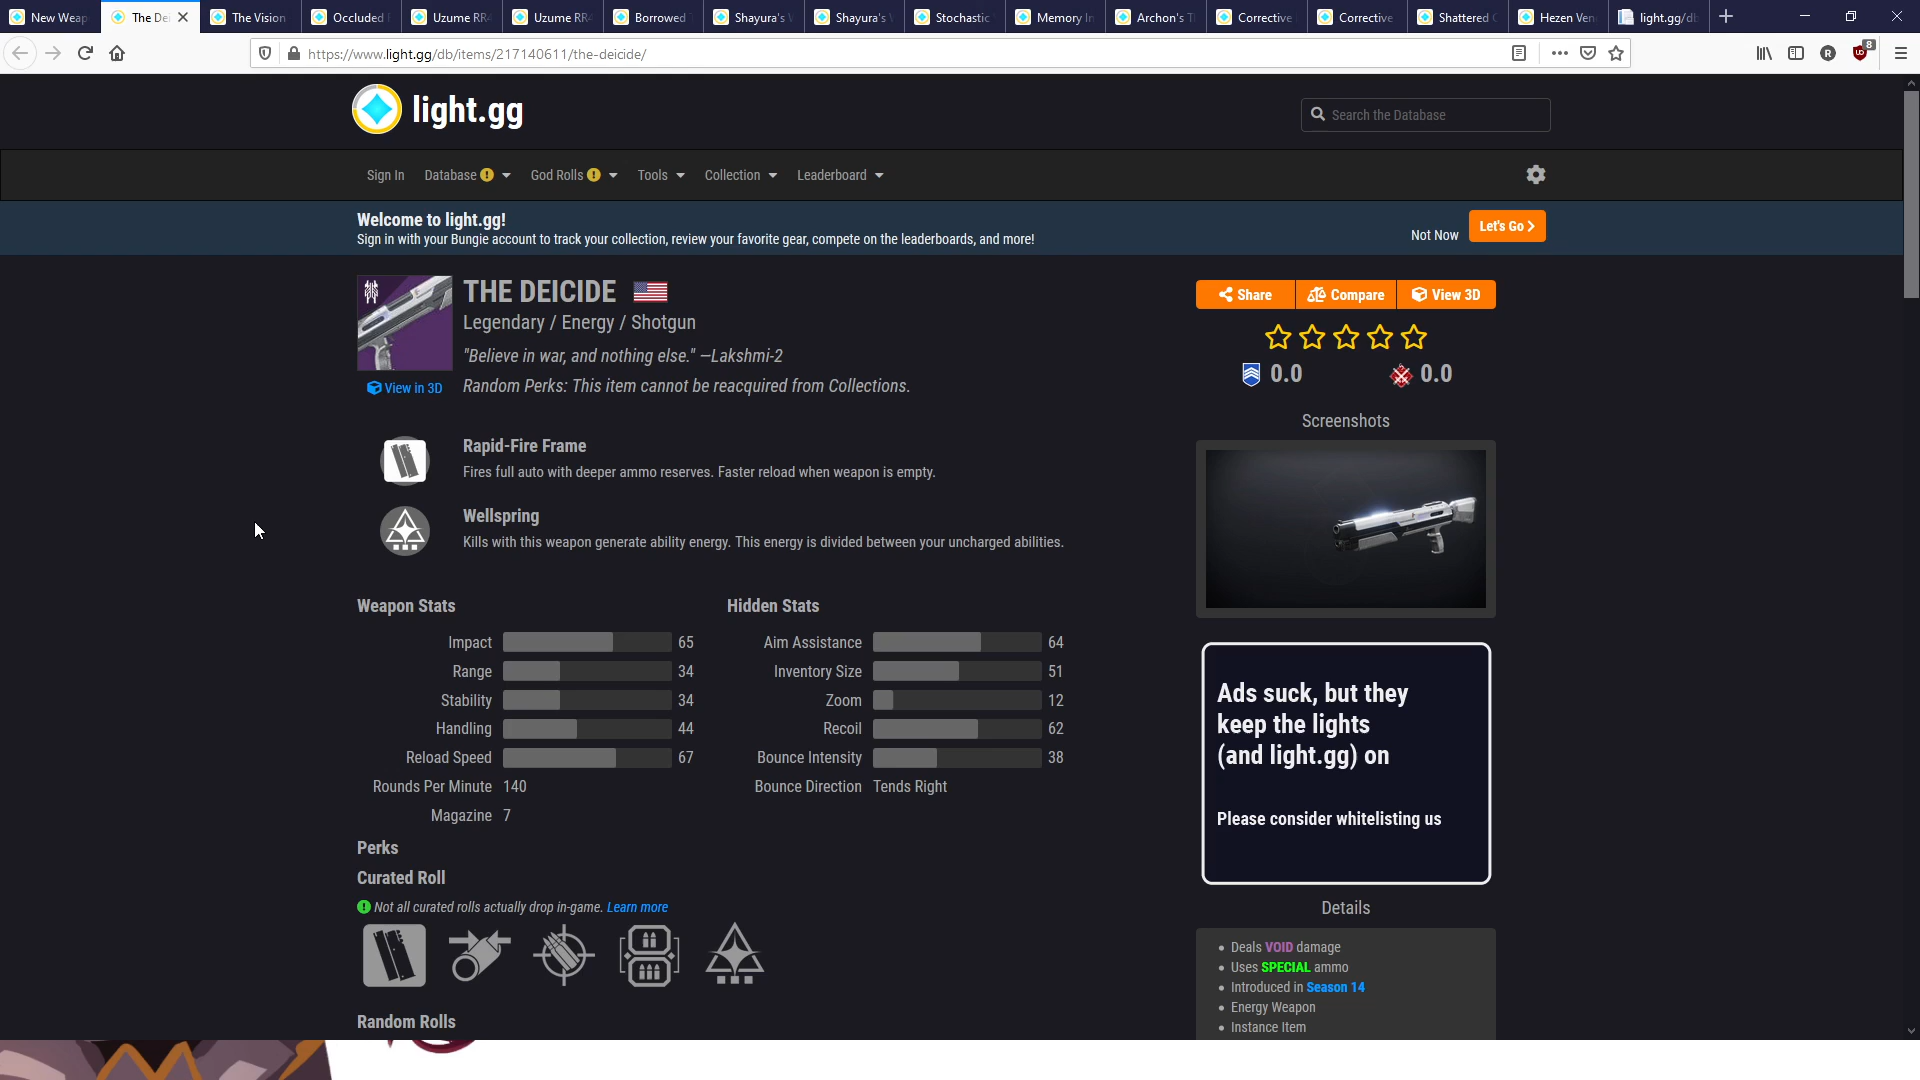 New Weap
The Dei
The Vision
Occluded F
Uzume RR4
Uzume RR4
Borrowed T
Shayura's W
Shayura's W
Stochastic
Memory In
Archon's T
Corrective
Corrective
Shattered C
Hezen Ven
light.gg/db
https://www.light.gg/db/items/217140611/the-deicide/
8
light.gg
Search the Database
Sign In
Database
God Rolls
Tools
Collection
Leaderboard
Welcome to light.gg!
Sign in with your Bungie account to track your collection, review your favorite gear, compete on the leaderboards, and more!
Not Now
Let's Go
THE DEICIDE
Legendary / Energy / Shotgun
"Believe in war, and nothing else." —Lakshmi-2
View in 3D
Random Perks: This item cannot be reacquired from Collections.
Share
Compare
View 3D
0.0
0.0
Screenshots
Rapid-Fire Frame
Fires full auto with deeper ammo reserves. Faster reload when weapon is empty.
Wellspring
Kills with this weapon generate ability energy. This energy is divided between your uncharged abilities.
Weapon Stats
Impact 65
Range 34
Stability 34
Handling 44
Reload Speed 67
Rounds Per Minute 140
Magazine 7
Hidden Stats
Aim Assistance 64
Inventory Size 51
Zoom 12
Recoil 62
Bounce Intensity 38
Bounce Direction Tends Right
Ads suck, but they
keep the lights
(and light.gg) on
Please consider whitelisting us
Perks
Curated Roll
Not all curated rolls actually drop in-game. Learn more
Random Rolls
Details
Deals VOID damage
Uses SPECIAL ammo
Introduced in Season 14
Energy Weapon
Instance Item